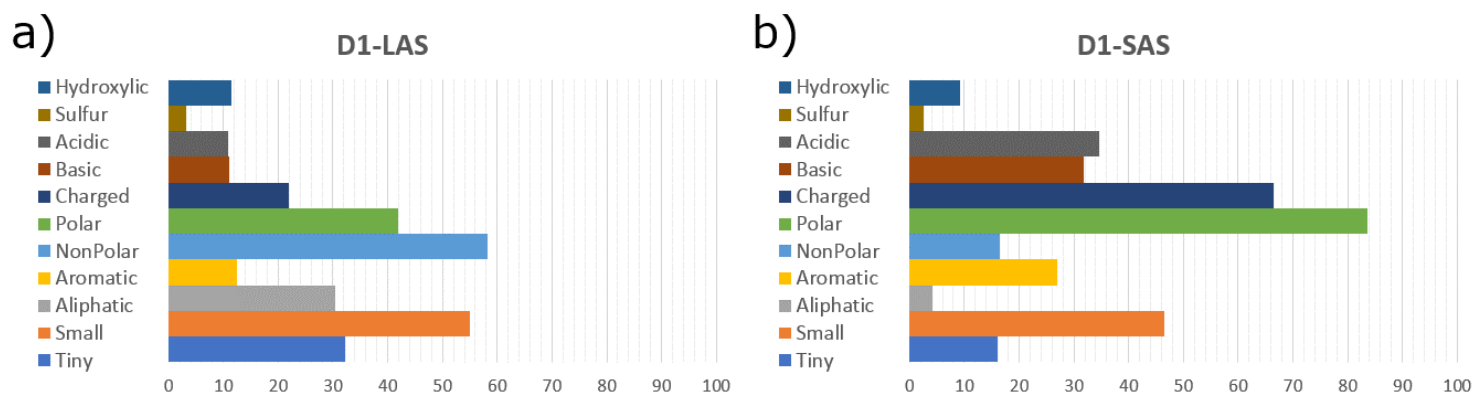 a)
D1-LAS
Hydroxylic
Sulfur
Acidic
Basic
Charged
Polar
NonPolar
Aromatic
Aliphatic
Small
Tiny
0 10 20 30 40 50 60 70 80 90 100
b)
D1-SAS
Hydroxylic
Sulfur
Acidic
Basic
Charged
Polar
NonPolar
Aromatic
Aliphatic
Small
Tiny
0 10 20 30 40 50 60 70 80 90 100